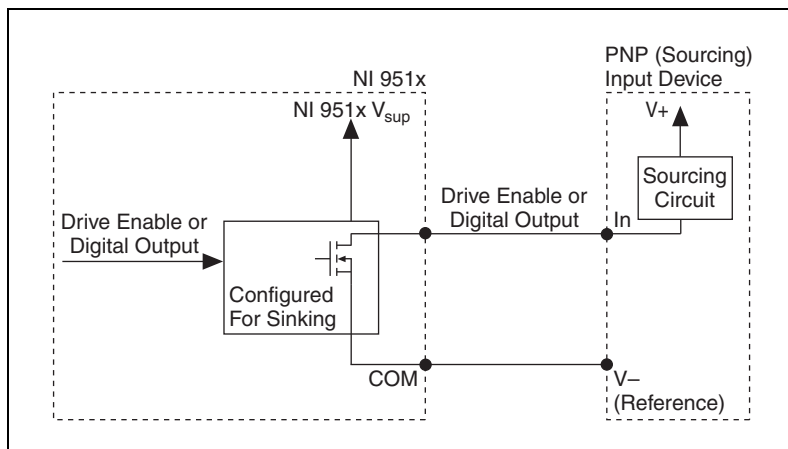 NI 951x
NI 951x Vsup
Drive Enable or
Digital Output
Configured
For Sinking
COM
Drive Enable or
Digital Output
PNP (Sourcing)
Input Device
V+
Sourcing
Circuit
In
V–
(Reference)